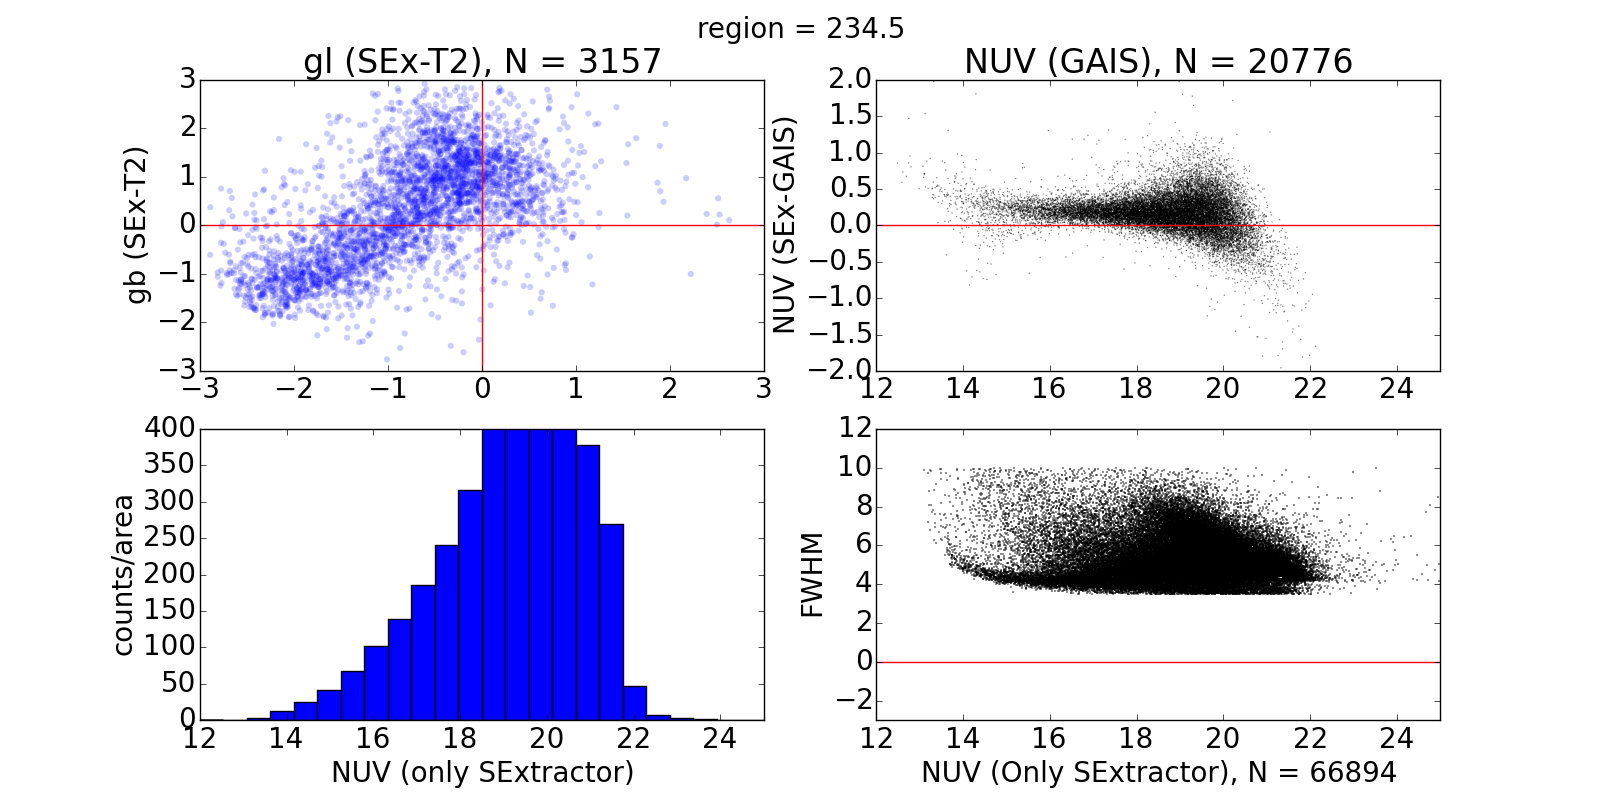 region = 234.5
gl (SEx-T2), N = 3157
NUV (GAIS), N = 20776
3
2
1
0
−1
−2
−3
gb (SEx-T2)
−3 −2 −1 0 1 2 3
2.0
1.5
1.0
0.5
0.0
−0.5
−1.0
−1.5
−2.0
NUV (SEx-GAIS)
12 14 16 18 20 22 24
400
350
300
250
200
150
100
50
0
counts/area
12 14 16 18 20 22 24
NUV (only SExtractor)
12
10
8
6
4
2
0
−2
FWHM
12 14 16 18 20 22 24
NUV (Only SExtractor), N = 66894